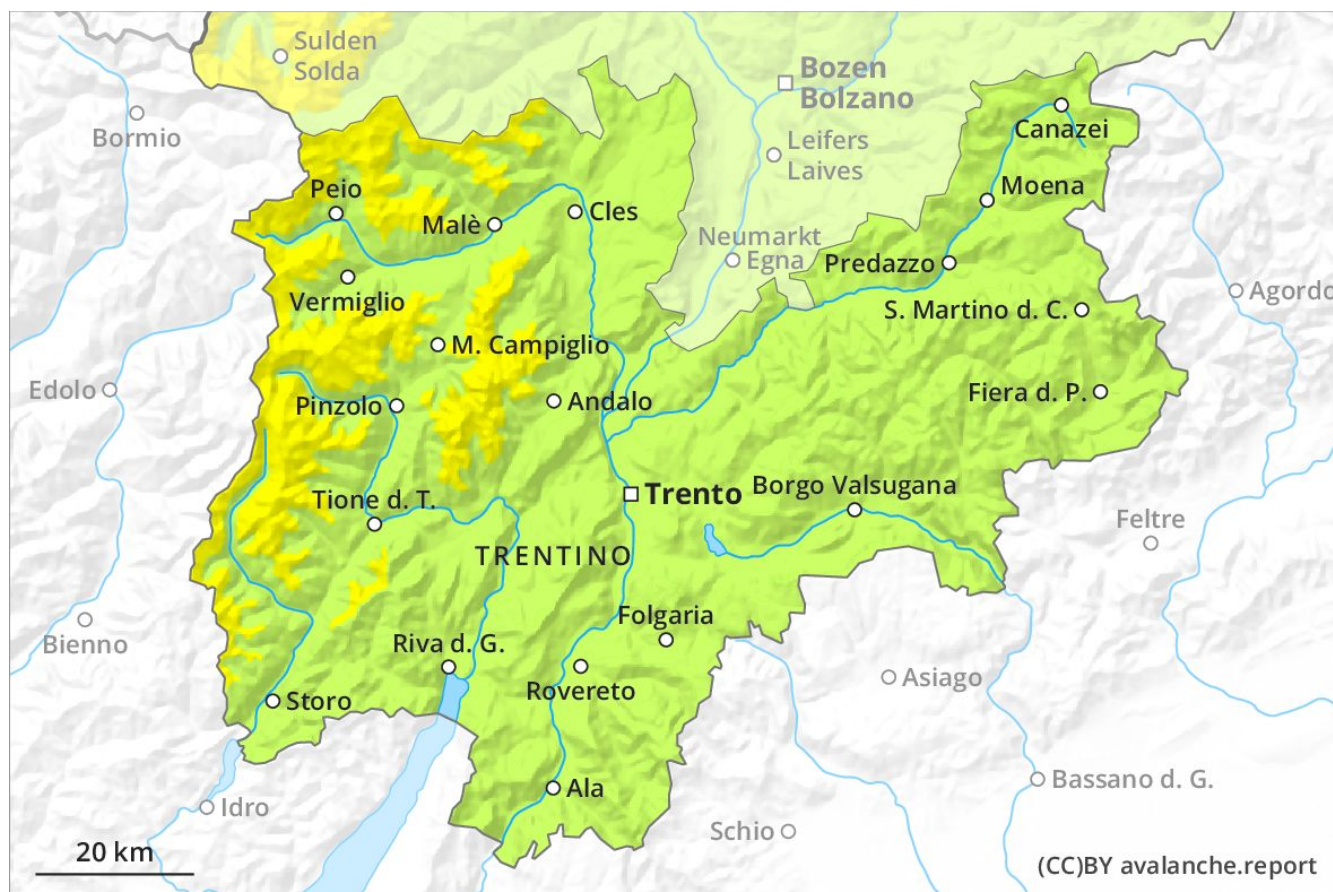 Sulden
Solda
Bozen
Bolzano
Bormio
Canazei
Leifers
Laives
Peio
Moena
Malè
Cles
Neumarkt
Egna
Predazzo
Vermiglio
Agordo
S. Martino d. C.
M. Campiglio
Edolo
Fiera d. P.
Pinzolo
Andalo
Trento
Borgo Valsugana
Tione d. T.
Feltre
TRENTINO
Folgaria
Bienno
Riva d. G.
Asiago
Rovereto
Storo
Bassano d. G.
Ala
Idro
Schio
20 km
(CC)BY avalanche.report